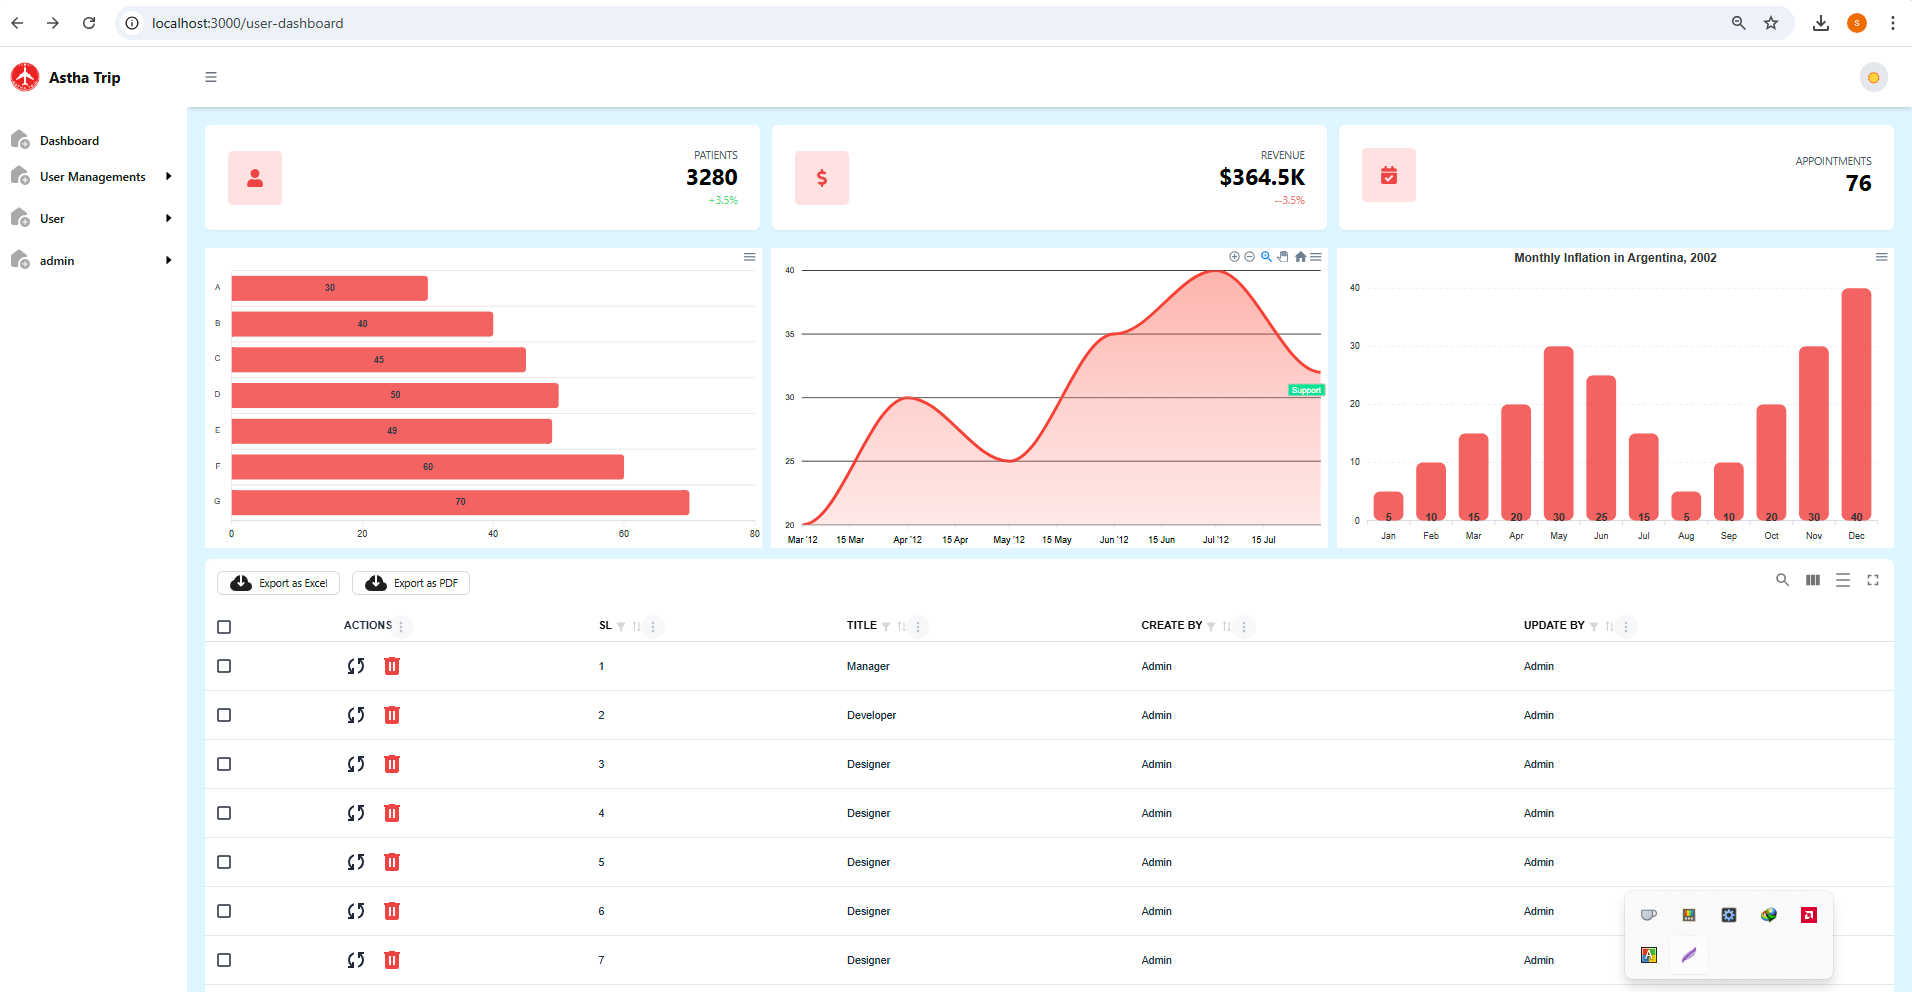 localhost:3000/user-dashboard
S
Astha Trip
Dashboard
User Managements
User
admin
PATIENTS
3280
+3.5%
REVENUE
$364.5K
--3.5%
APPOINTMENTS
76
A
30
B
40
C
45
D
50
E
49
F
60
G
70
0 20 40 60 80
40
35
30
25
20
Support
Mar '12 15 Mar Apr '12 15 Apr May '12 15 May Jun '12 15 Jun Jul '12 15 Jul
Monthly Inflation in Argentina, 2002
40
30
20
10
0
5 10 15 20 30 25 15 5 10 20 30 40
Jan Feb Mar Apr May Jun Jul Aug Sep Oct Nov Dec
Export as Excel Export as PDF
ACTIONS SL TITLE CREATE BY UPDATE BY
1 Manager Admin Admin
2 Developer Admin Admin
3 Designer Admin Admin
4 Designer Admin Admin
5 Designer Admin Admin
6 Designer Admin Admin
7 Designer Admin Admin
A